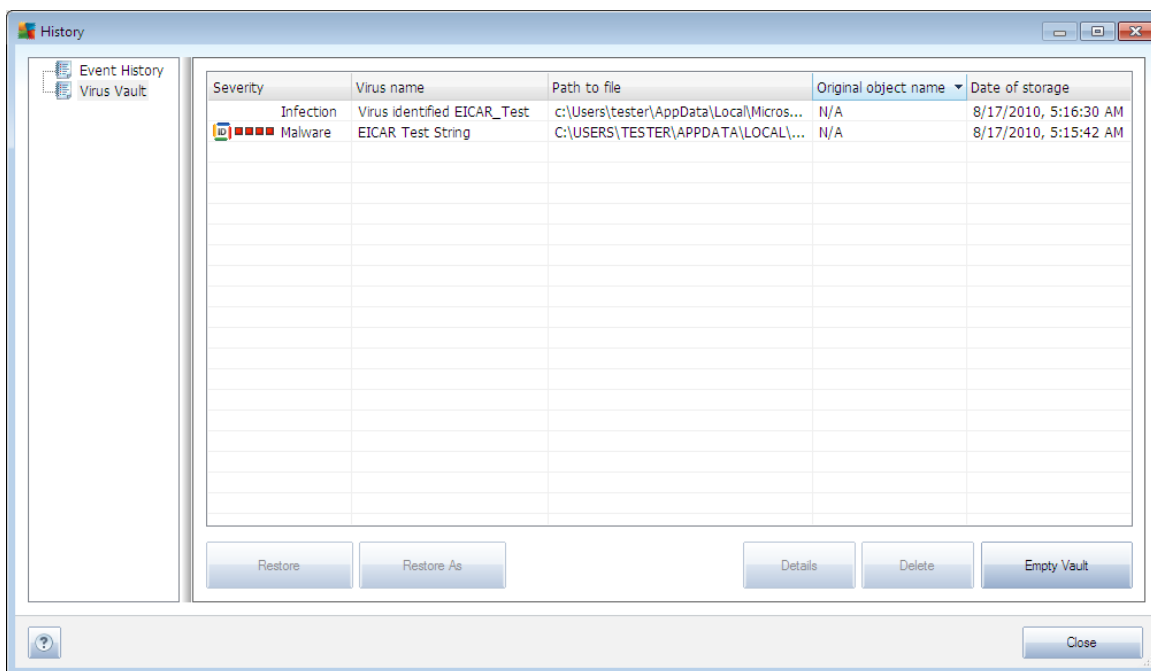 History
Event History
Virus Vault
Severity Virus name Path to file Original object name Date of storage
Infection Virus identified EICAR_Test c:\Users\tester\AppData\Local\Micros... N/A 8/17/2010, 5:16:30 AM
ID Malware EICAR Test String C:\USERS\TESTER\APPDATA\LOCAL\... N/A 8/17/2010, 5:15:42 AM
Restore Restore As Details Delete Empty Vault
? Close